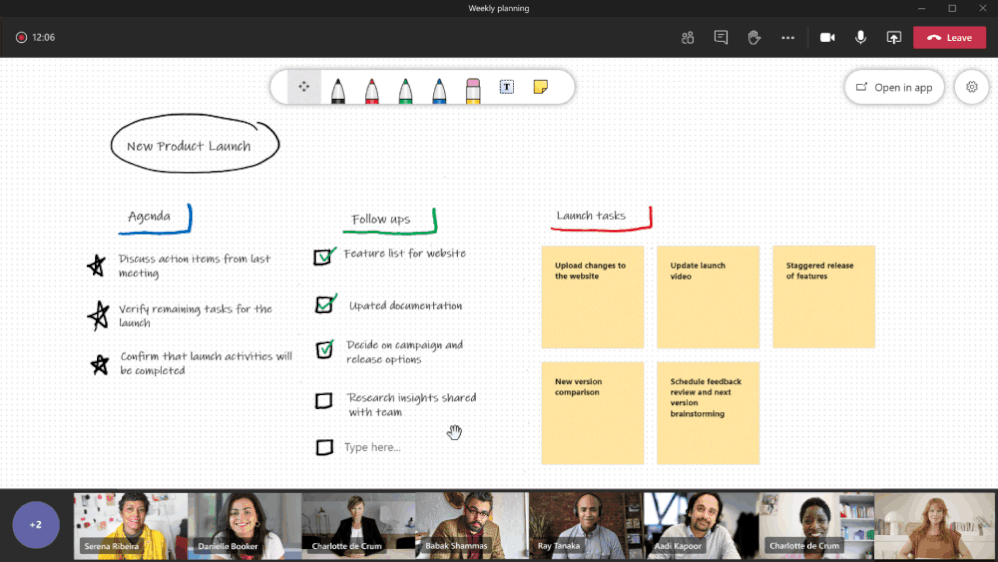 Weekly planning
12:06
Leave
T
Open in app
New Product Launch
Agenda
Discuss action items from last
meeting
Verify remaining tasks for the
launch
Confirm that launch activities will
be completed
Follow ups
Feature list for website
Upated documentation
Decide on campaign and
release options
Research insights shared
with team
Type here...
Launch tasks
Upload changes to
the website
Update launch
video
Staggered release
of features
New version
comparison
Schedule feedback
review and next
version
brainstorming
+2
Serena Ribeira
Danielle Booker
Charlotte de Crum
Babak Shammas
Ray Tanaka
Aadi Kapoor
Charlotte de Crum